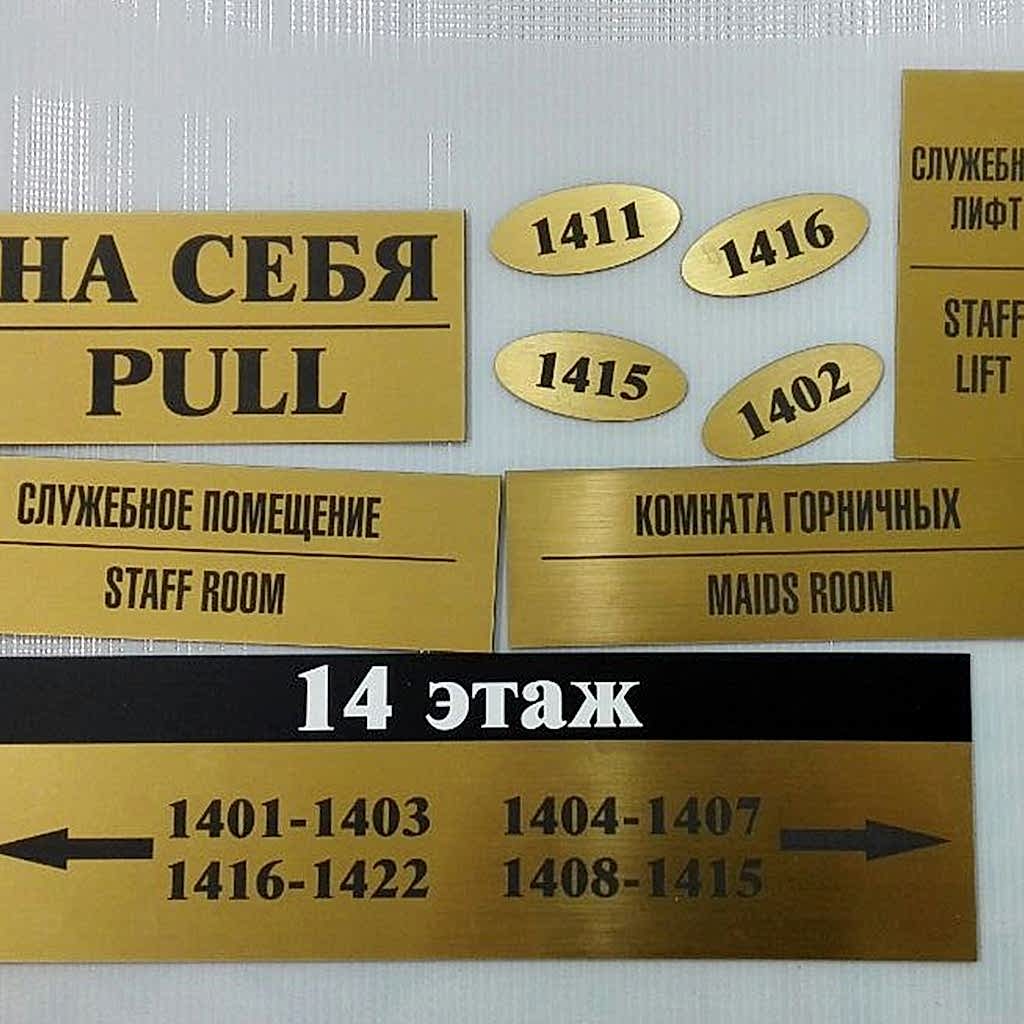 НА СЕБЯ
PULL
1411
1416
1415
1402
ЛИФТ
STAFF
LIFT
СЛУЖЕБНОЕ ПОМЕЩЕНИЕ
STAFF ROOM
КОМНАТА ГОРНИЧНЫХ
MAIDS ROOM
14 этаж
1401-1403 1404-1407
1416-1422 1408-1415